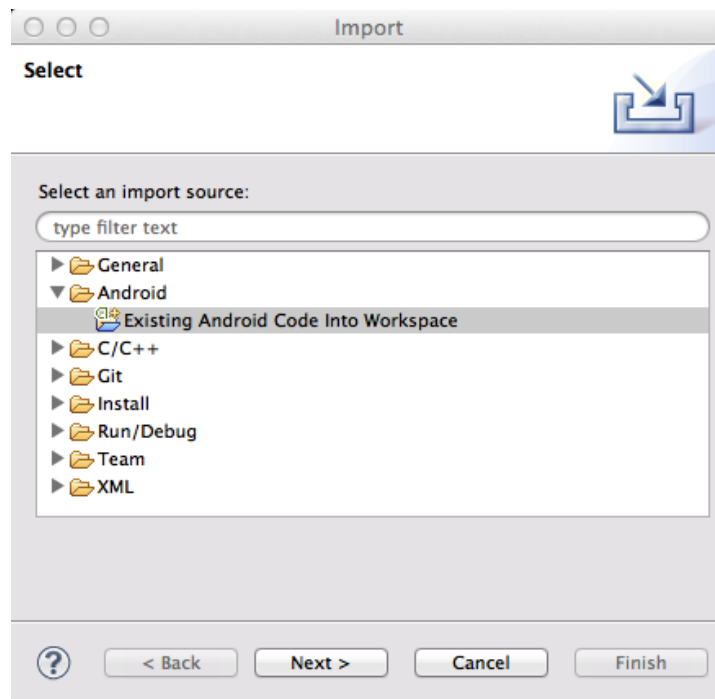 Import
Select
Select an import source:
type filter text
General
Android
Existing Android Code Into Workspace
C/C++
Git
Install
Run/Debug
Team
XML
? < Back Next > Cancel Finish